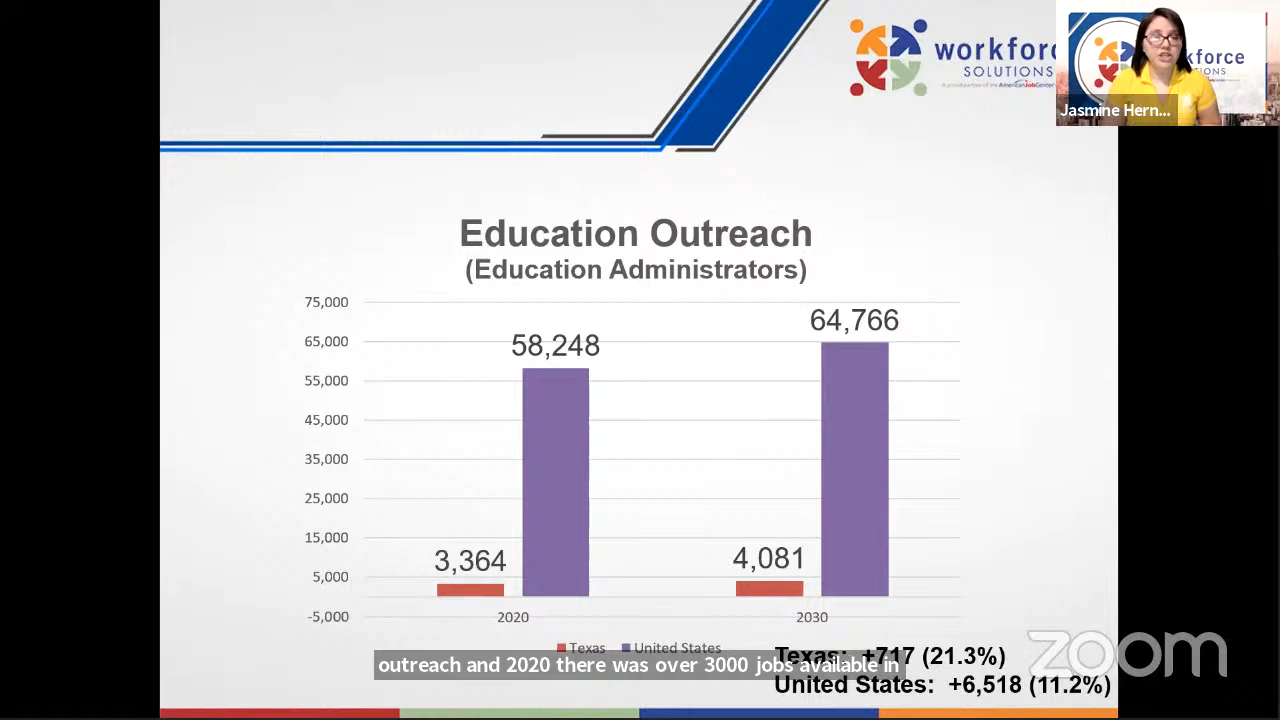 workforce
SOLUTIONS
A proud partner of the AmericanJobCenter
kforce
IONS
Jasmine Hern...
Education Outreach
(Education Administrators)
75,000
65,000
55,000
45,000
35,000
25,000
15,000
5,000
-5,000
58,248
64,766
3,364
4,081
2020
2030
Texas United States
outreach and 2020 there was over 3000 jobs available in
Texas: +717 (21.3%)
United States: +6,518 (11.2%)
zoom